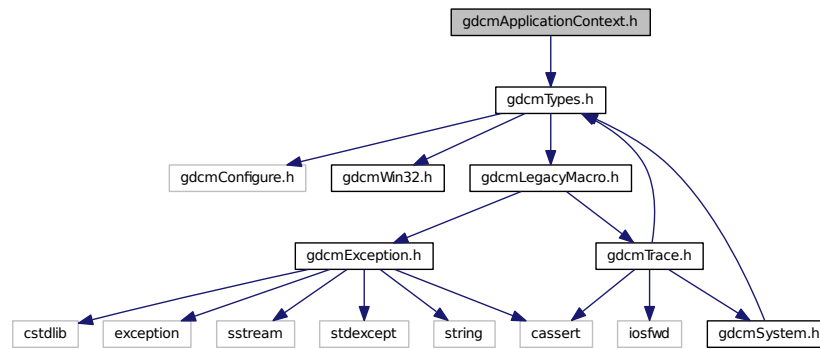 gdcmApplicationContext.h
gdcmTypes.h
gdcmConfigure.h
gdcmWin32.h
gdcmLegacyMacro.h
gdcmException.h
gdcmTrace.h
cstdlib
exception
sstream
stdexcept
string
cassert
iosfwd
gdcmSystem.h